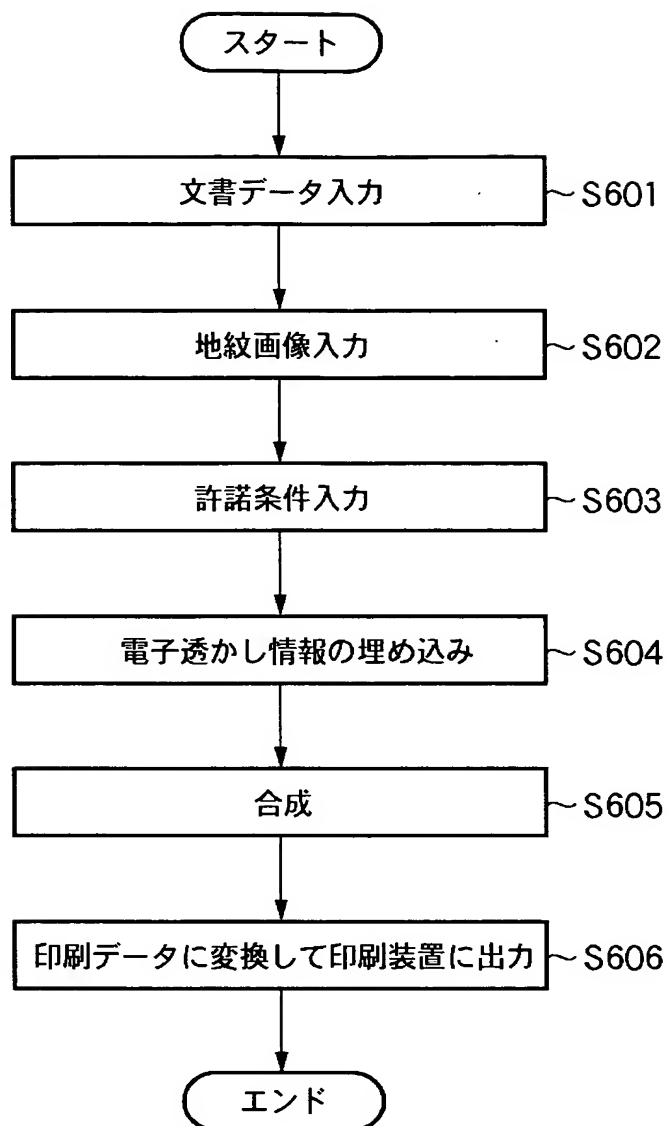 スタート
文書データ入力 ～S601
地紋画像入力 ～S602
許諾条件入力 ～S603
電子透かし情報の埋め込み ～S604
合成 ～S605
印刷データに変換して印刷装置に出力 ～S606
エンド